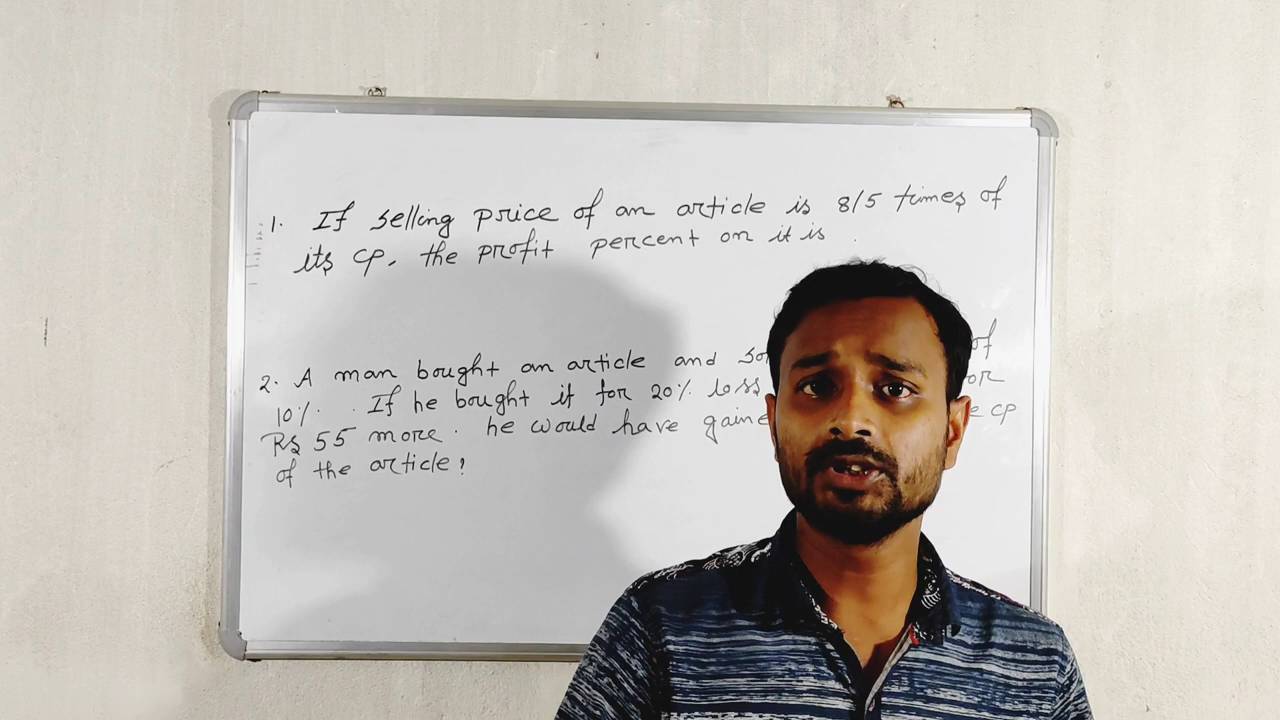 1. If selling price of an article is 8/5 times of
its CP, the profit percent on it is
2. A man bought an article and of
10%. If he bought it for 20% loss
Rs 55 more. he would have CP
of the article?